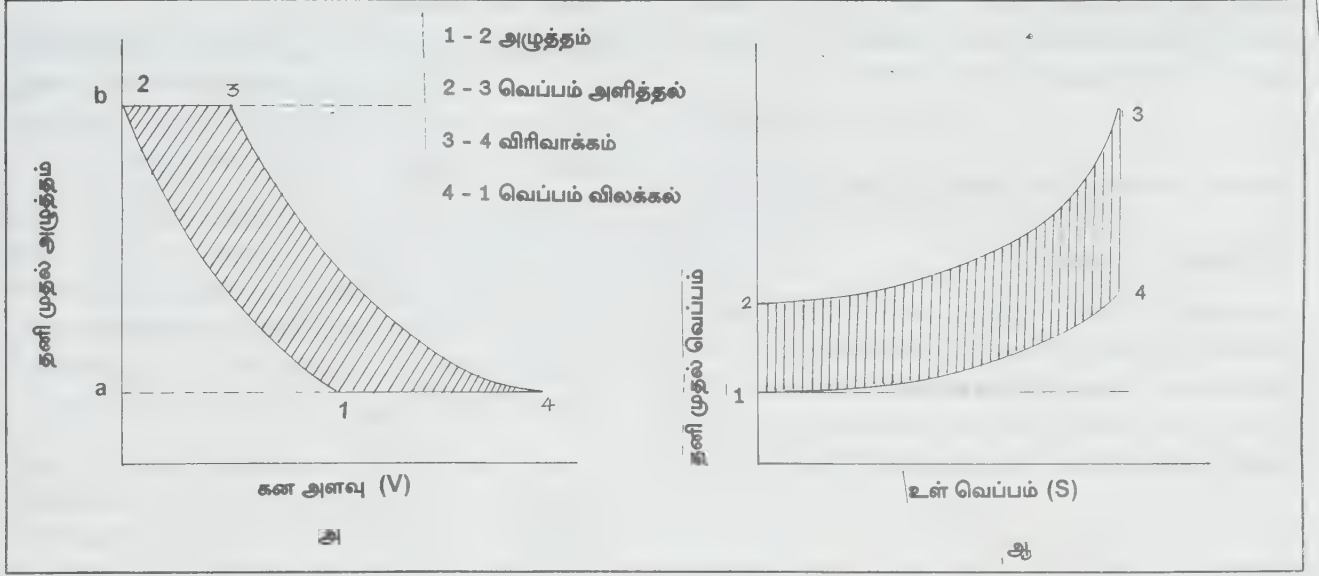 1 - 2 அழுத்தம்
2 - 3 வெப்பம் அளித்தல்
3 - 4 விரிவாக்கம்
4 - 1 வெப்பம் விலக்கல்
தனி முதல் அழுத்தம்
b
2
3
a
1
4
கன அளவு (V)
அ
தனி முதல் வெப்பம்
3
2
4
1
உள் வெப்பம் (S)
ஆ